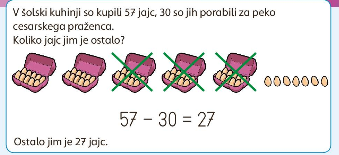 V šolski kuhinji so kupili 57 jajc, 30 so jih porabili za peko
cesarskega praženca.
Koliko jajc jim je ostalo?
57 – 30 = 27
Ostalo jim je 27 jajc.